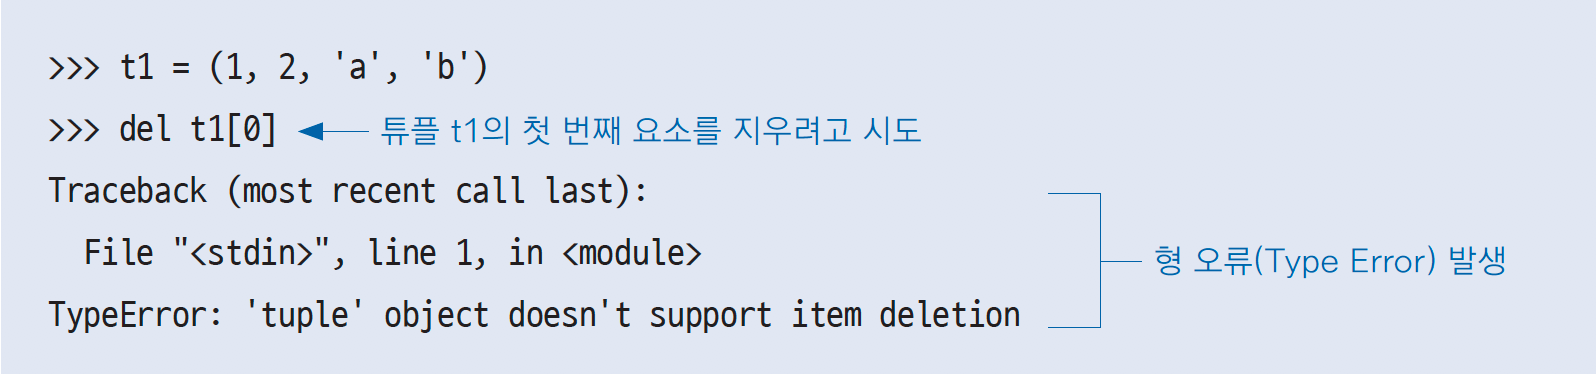 >>> t1 = (1, 2, 'a', 'b')
>>> del t1[0] 튜플 t1의 첫 번째 요소를 지우려고 시도
Traceback (most recent call last):
  File "<stdin>", line 1, in <module>
형 오류(Type Error) 발생
TypeError: 'tuple' object doesn't support item deletion